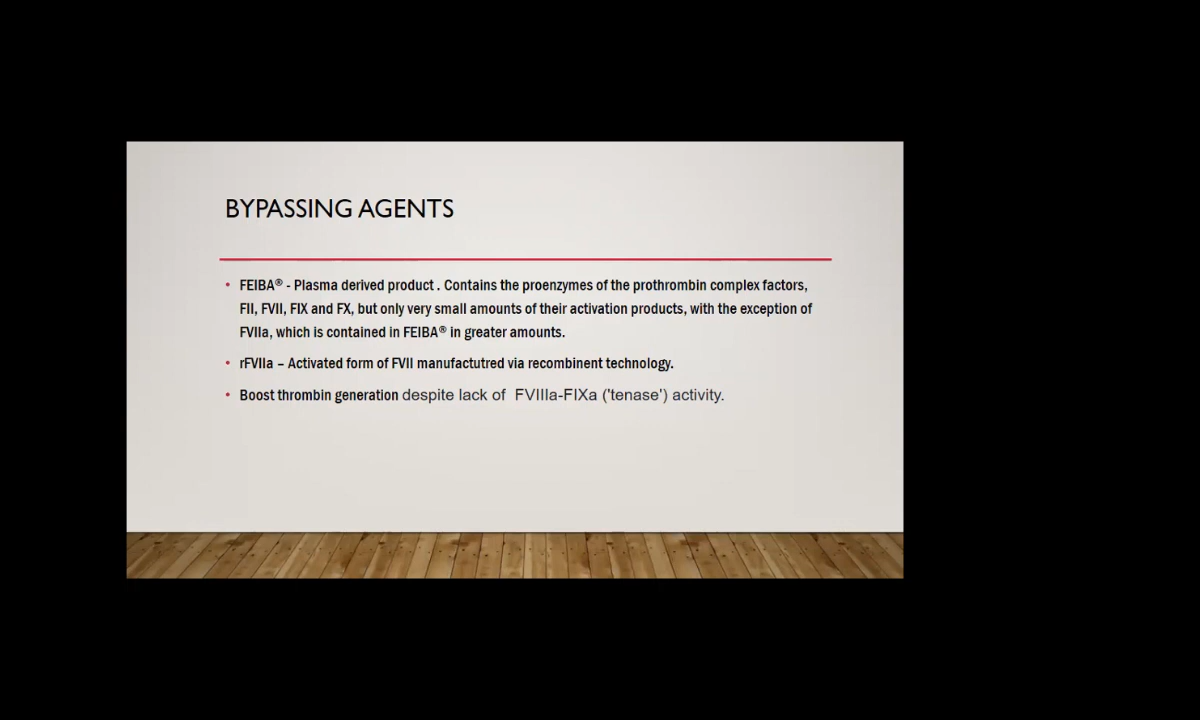 BYPASSING AGENTS
• FEIBA® - Plasma derived product . Contains the proenzymes of the prothrombin complex factors,
FII, FVII, FIX and FX, but only very small amounts of their activation products, with the exception of
FVIIa, which is contained in FEIBA® in greater amounts.
• rFVIIa – Activated form of FVII manufactutred via recombinent technology.
• Boost thrombin generation despite lack of FVIIIa-FIXa ('tenase') activity.